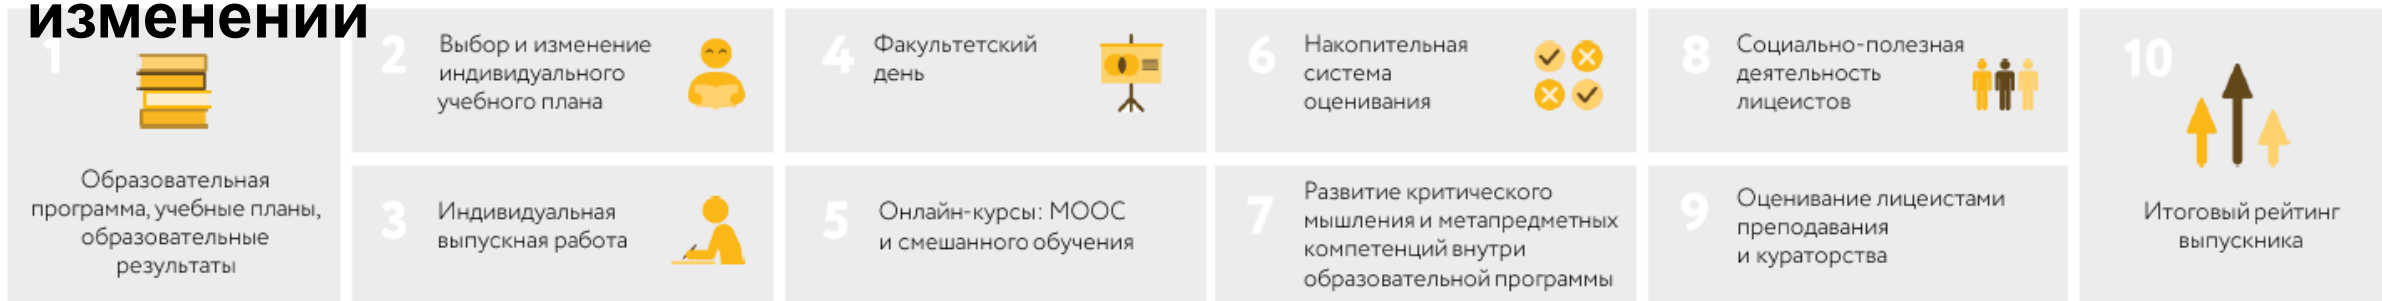 изменений
1
Образовательная
программа, учебные планы,
образовательные
результаты
2
Выбор и изменение
индивидуального
учебного плана
3
Индивидуальная
выпускная работа
4
Факультетский
день
5
Онлайн-курсы: МООС
и смешанного обучения
6
Накопительная
система
оценивания
7
Развитие критического
мышления и метапредметных
компетенций внутри
образовательной программы
8
Социально-полезная
деятельность
лицеистов
9
Оценивание лицеистами
преподавания
и кураторства
10
Итоговый рейтинг
выпускника